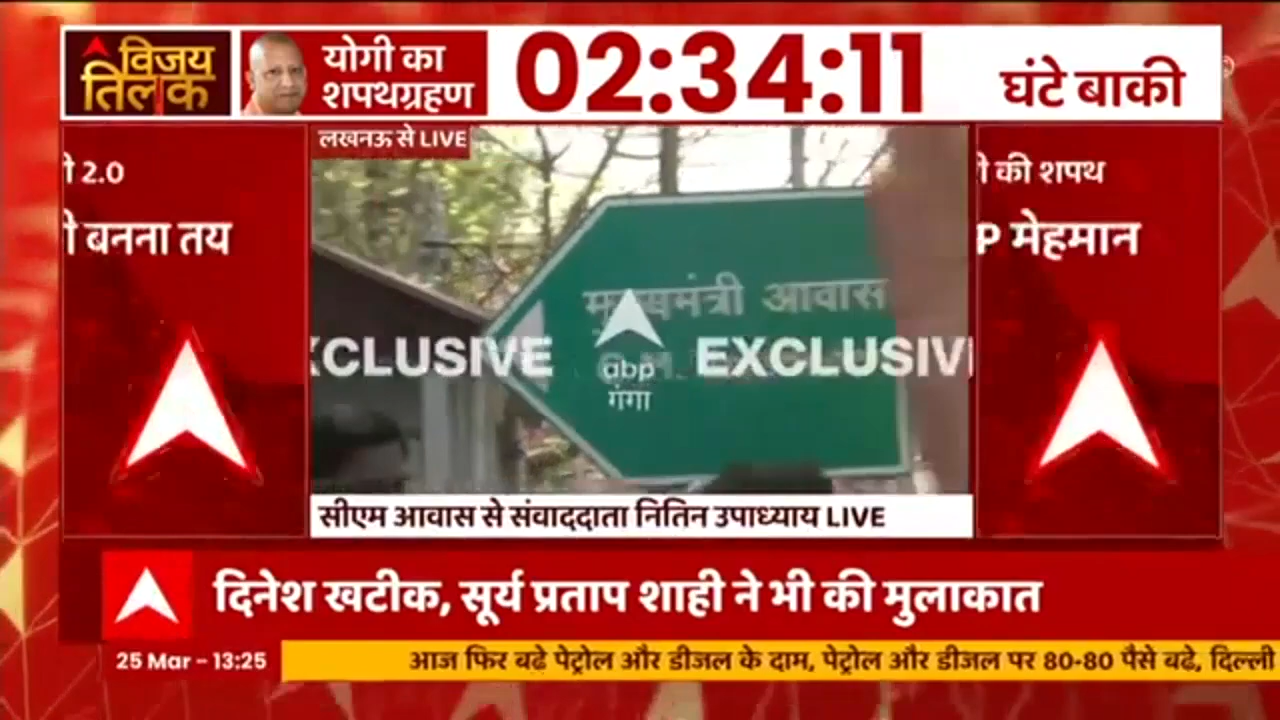 विजय
तिलक
योगी का
शपथग्रहण
02:34:11
घंटे बाकी
लखनऊ से LIVE
2.0
बनना तय
की शपथ
मेहमान
मुख्यमंत्री आवास
EXCLUSIVE
abp
गंगा
सीएम आवास से संवाददाता नितिन उपाध्याय LIVE
दिनेश खटीक, सूर्य प्रताप शाही ने भी की मुलाकात
25 Mar – 13:25
आज फिर बढ़े पेट्रोल और डीजल के दाम, पेट्रोल और डीजल पर 80-80 पैसे बढ़े, दिल्ली